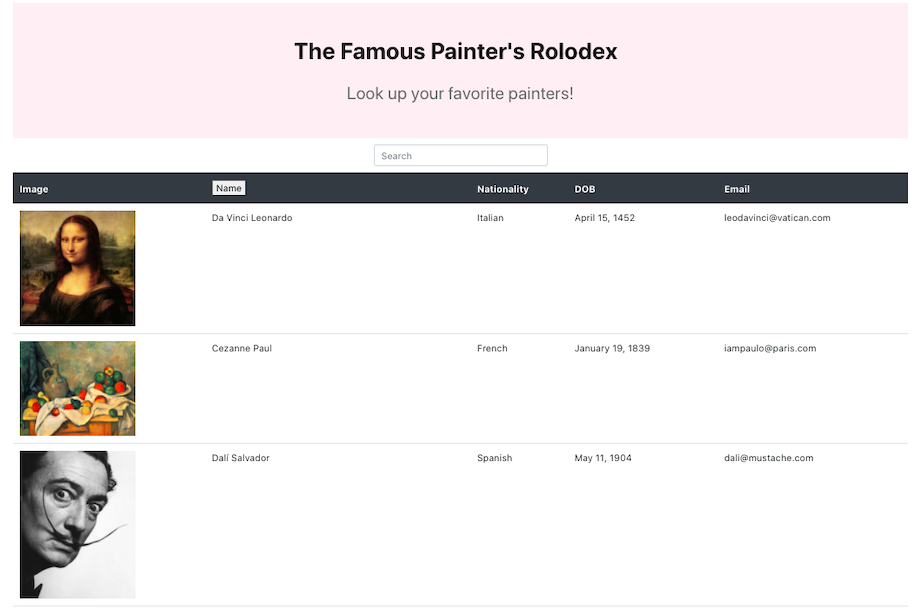 The Famous Painter's Rolodex
Look up your favorite painters!
Search
Image Name Nationality DOB Email
Da Vinci Leonardo Italian April 15, 1452 leodavinci@vatican.com
Cezanne Paul French January 19, 1839 iampaulo@paris.com
Dalí Salvador Spanish May 11, 1904 dali@mustache.com